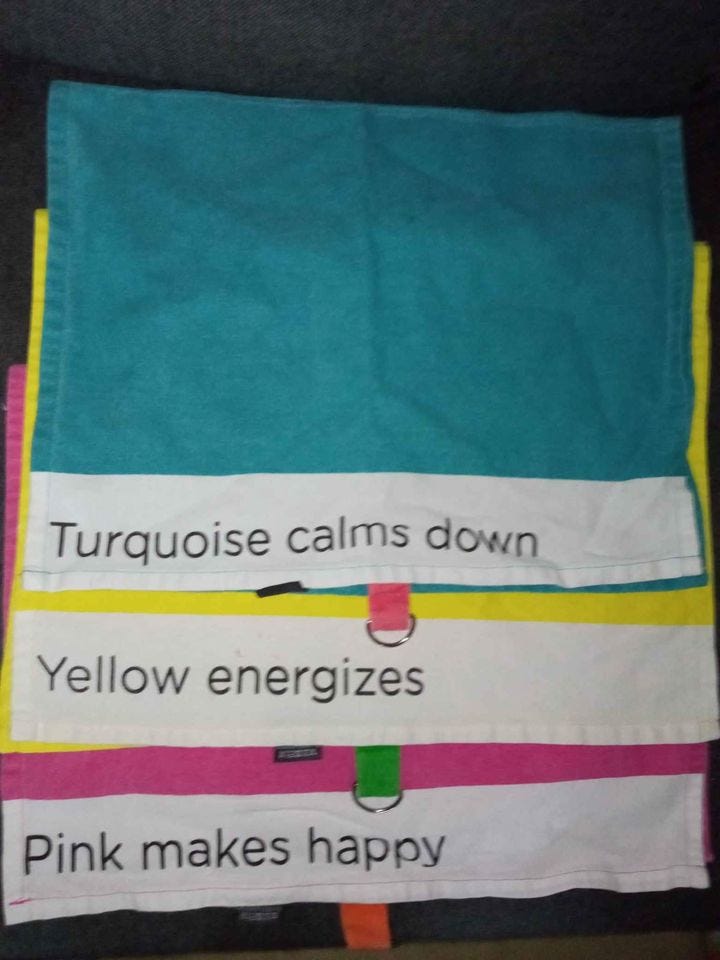 Turquoise calms down
Yellow energizes
Pink makes happy